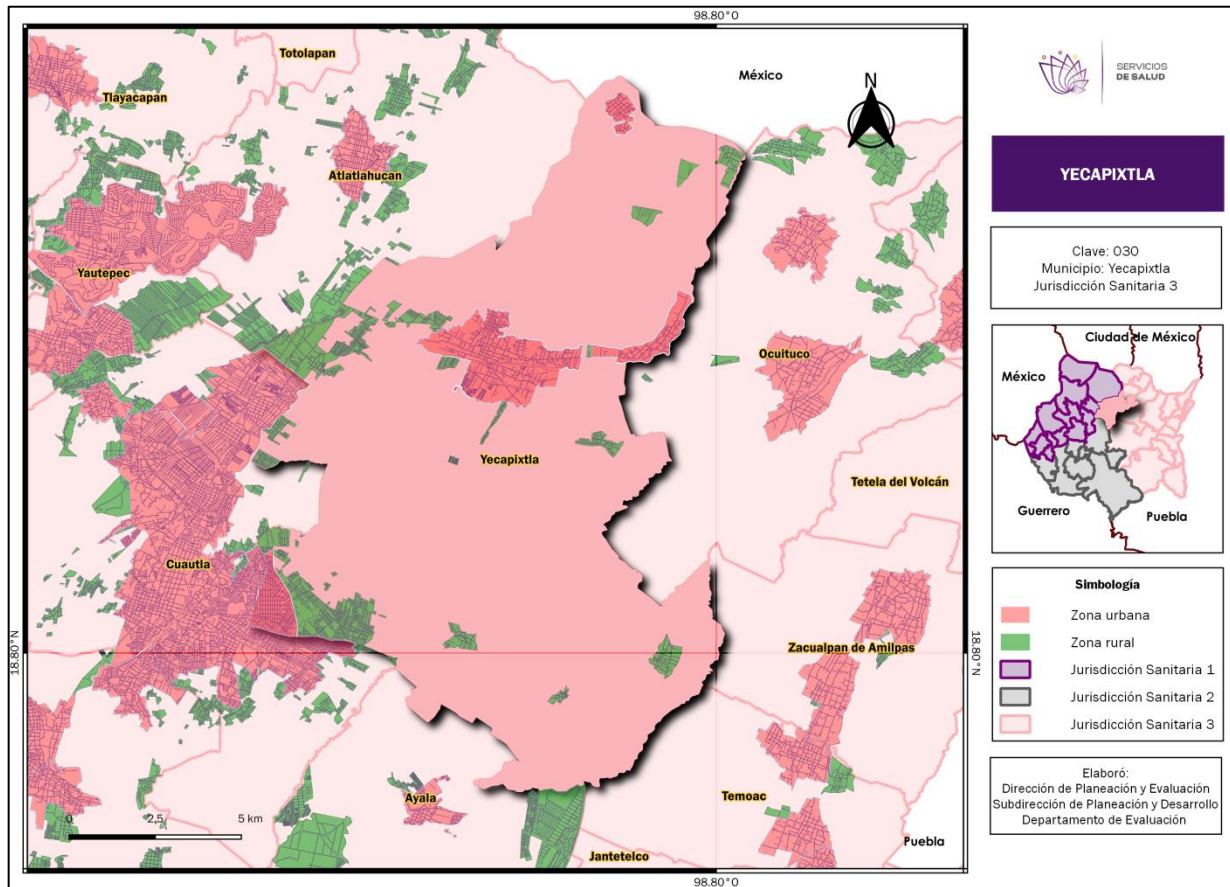 98.80°O
Totolapan
México
N
Tlayacapan
Atlatlahucan
Yautepec
Ocuituco
Yecapixtla
Tetela del Volcán
Cuautla
18.80°N
18.80°N
Zacualpan de Amilpas
Ayala
Temoac
0 2,5 5 km
Puebla
Jantetelco
98.80°O
SERVICIOS
DE SALUD
YECAPIXTLA
Clave: 030
Municipio: Yecapixtla
Jurisdicción Sanitaria 3
Ciudad de México
México
Guerrero
Puebla
Simbología
Zona urbana
Zona rural
Jurisdicción Sanitaria 1
Jurisdicción Sanitaria 2
Jurisdicción Sanitaria 3
Elaboró:
Dirección de Planeación y Evaluación
Subdirección de Planeación y Desarrollo
Departamento de Evaluación